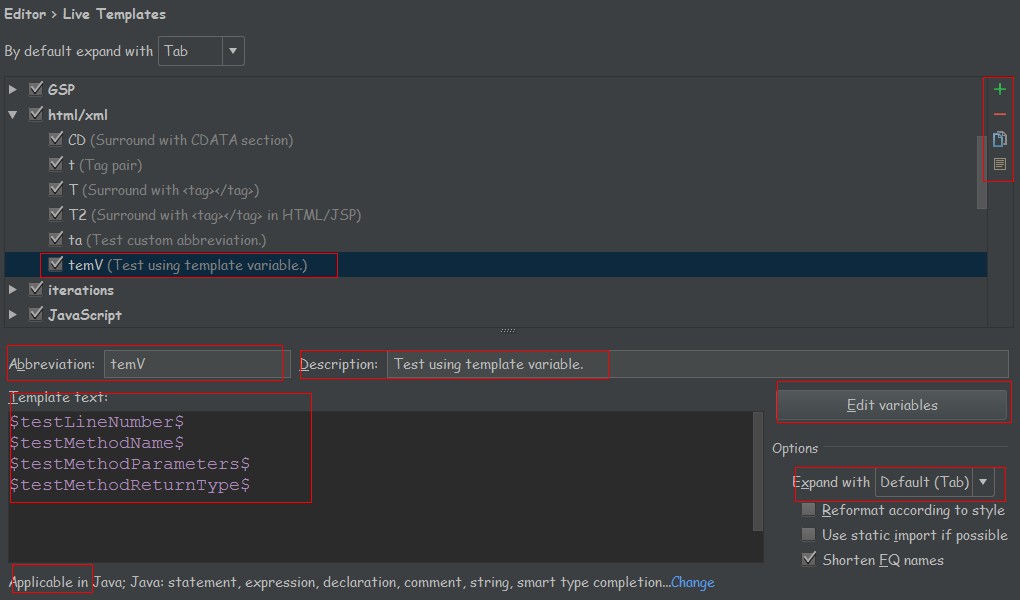 Editor › Live Templates
By default expand with Tab
GSP
html/xml
CD (Surround with CDATA section)
t (Tag pair)
T (Surround with <tag></tag>)
T2 (Surround with <tag></tag> in HTML/JSP)
ta (Test custom abbreviation.)
temV (Test using template variable.)
iterations
JavaScript
Abbreviation: temV Description: Test using template variable.
Template text:
$testLineNumber$
$testMethodName$
$testMethodParameters$
$testMethodReturnType$
Edit variables
Options
Expand with Default (Tab)
Reformat according to style
Use static import if possible
Shorten EQ names
Applicable in Java; Java: statement, expression, declaration, comment, string, smart type completion...Change